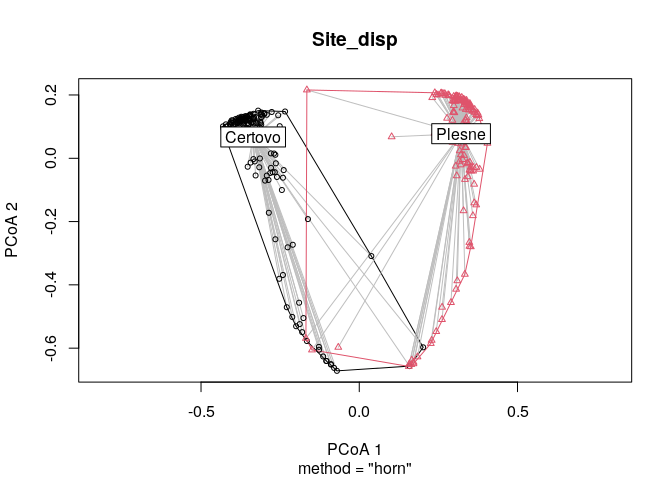 Site_disp
0.2
0.0
-0.2
-0.4
-0.6
PCoA 2
Certovo
Plesne
-0.5
0.0
0.5
PCoA 1
method = "horn"